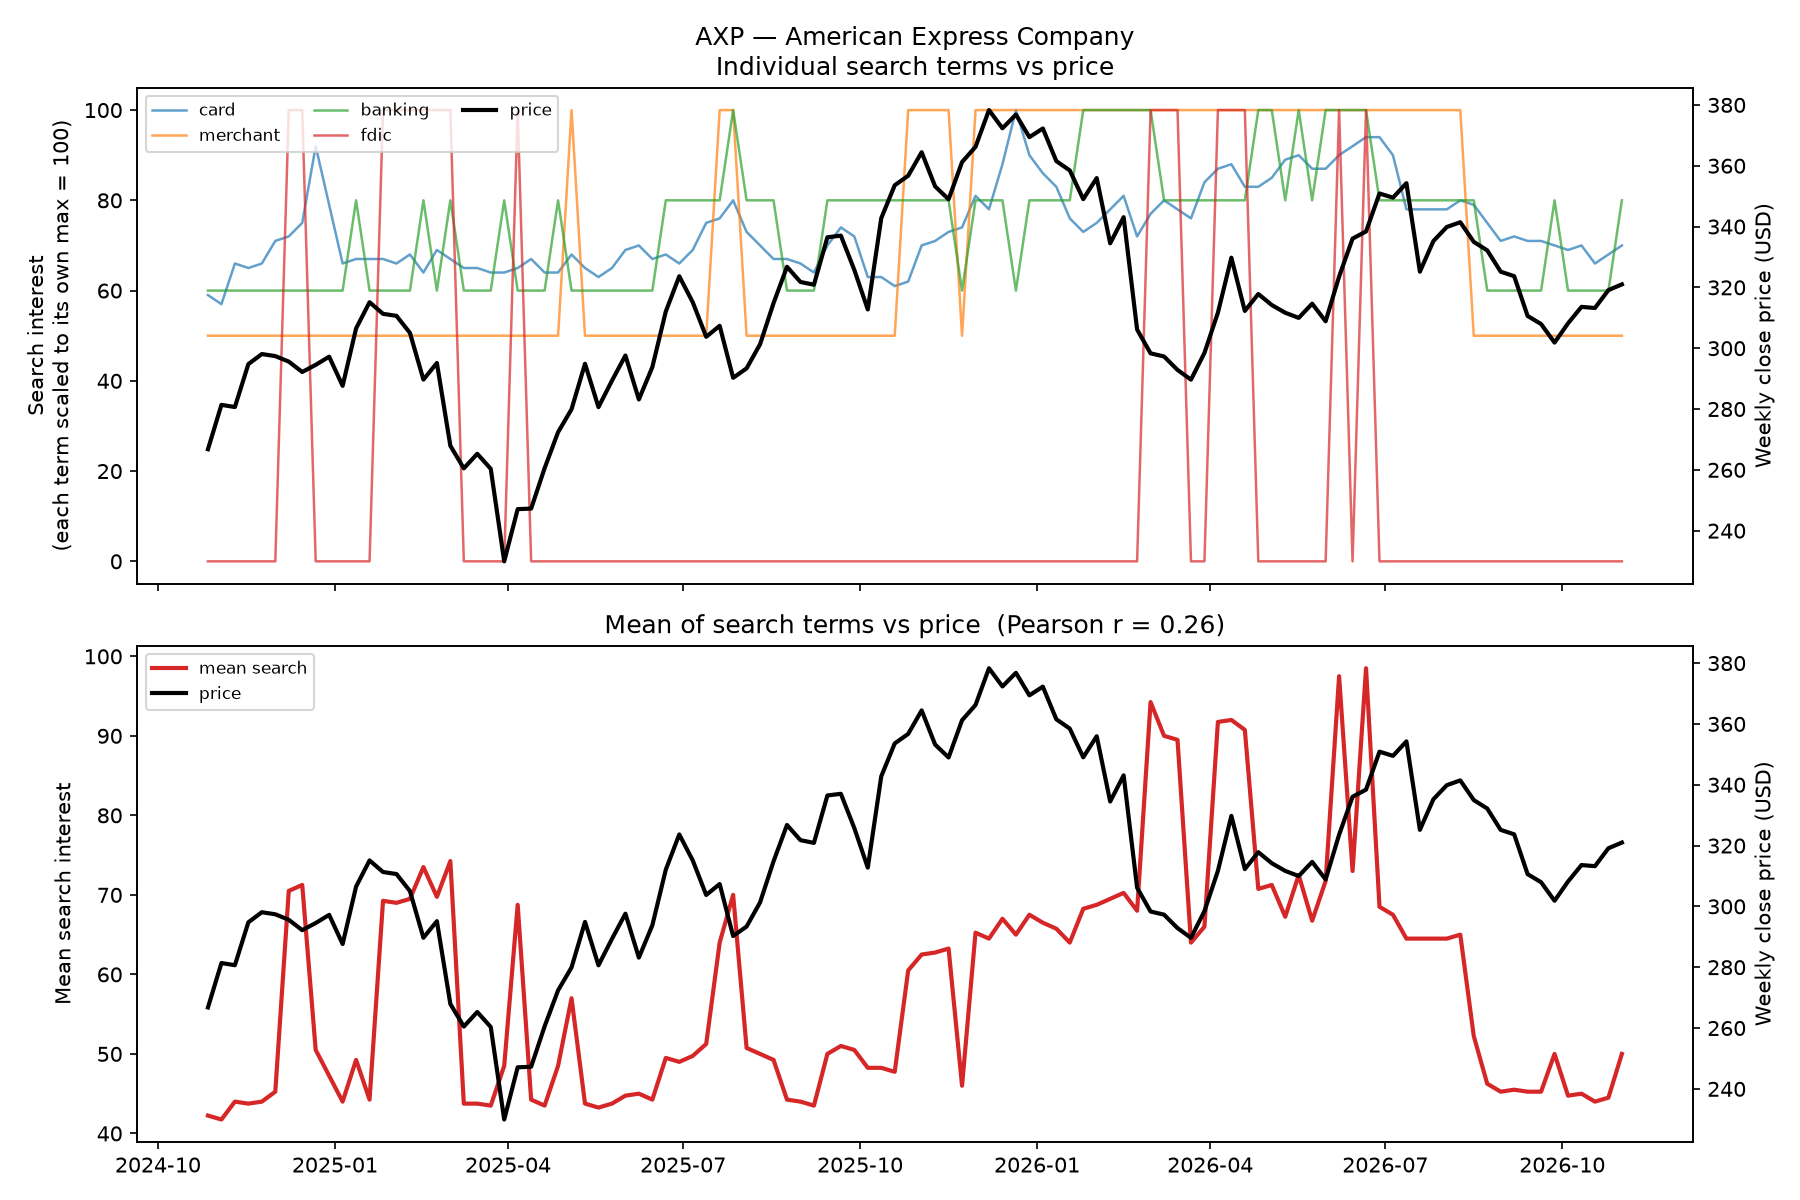 AXP — American Express Company
Individual search terms vs price
card
merchant
banking
fdic
price
100
80
60
40
20
0
Search interest
(each term scaled to its own max = 100)
380
360
340
320
300
280
260
240
Weekly close price (USD)
Mean of search terms vs price (Pearson r = 0.26)
mean search
price
100
90
80
70
60
50
40
Mean search interest
380
360
340
320
300
280
260
240
Weekly close price (USD)
2024-10
2025-01
2025-04
2025-07
2025-10
2026-01
2026-04
2026-07
2026-10